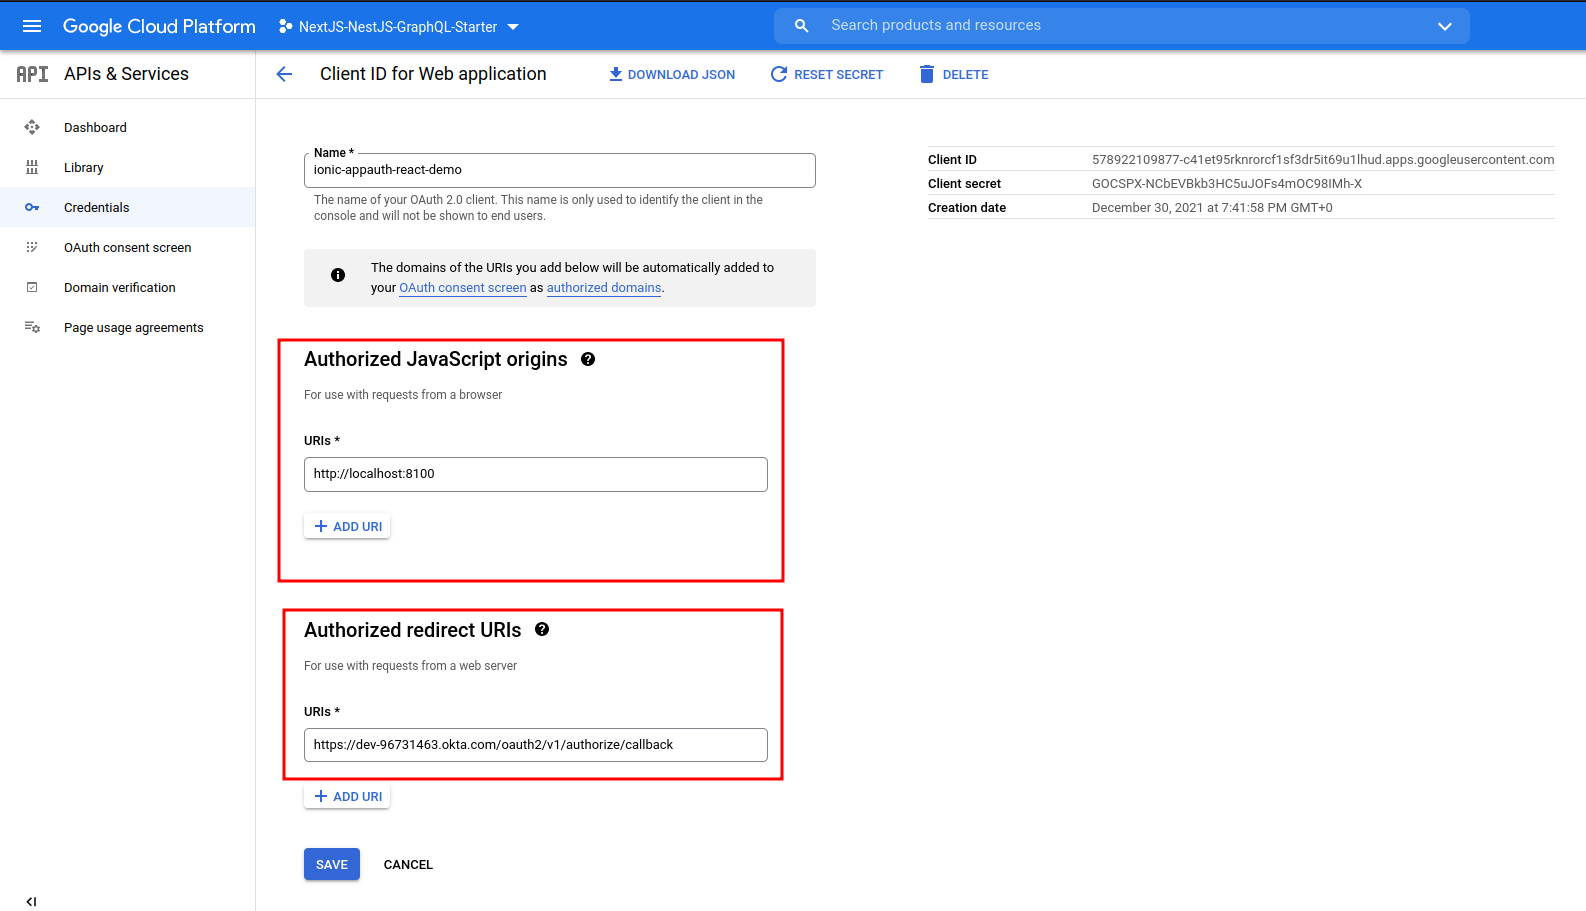 Google Cloud Platform
NextJS-NestJS-GraphQL-Starter
Search products and resources
API
APIs & Services
Client ID for Web application
DOWNLOAD JSON
RESET SECRET
DELETE
Dashboard
Library
Credentials
OAuth consent screen
Domain verification
Page usage agreements
Name *
ionic-appauth-react-demo
The name of your OAuth 2.0 client. This name is only used to identify the client in the
console and will not be shown to end users.
The domains of the URIs you add below will be automatically added to
your OAuth consent screen as authorized domains.
Authorized JavaScript origins
For use with requests from a browser
URIs *
http://localhost:8100
ADD URI
Authorized redirect URIs
For use with requests from a web server
URIs *
https://dev-96731463.okta.com/oauth2/v1/authorize/callback
ADD URI
SAVE
CANCEL
Client ID 578922109877-c41et95rknrorcf1sf3dr5it69u1lhud.apps.googleusercontent.com
Client secret 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
Creation date December 30, 2021 at 7:41:58 PM GMT+0